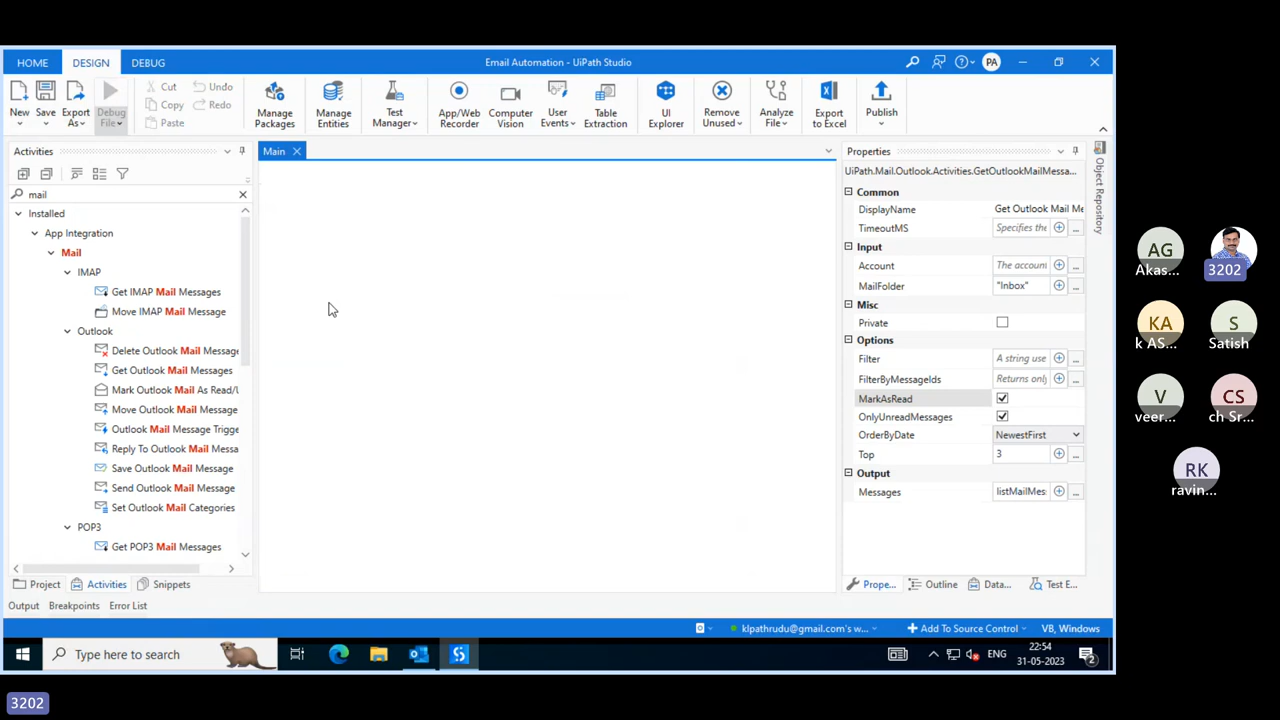 HOME
DESIGN
DEBUG
Email Automation - UiPath Studio
PA
New
Save
Export As
Debug File
Cut
Copy
Paste
Undo
Redo
Manage Packages
Manage Entities
Test Manager
App/Web Recorder
Computer Vision
User Events
Table Extraction
UI Explorer
Remove Unused
Analyze File
Export to Excel
Publish
Activities
mail
Installed
App Integration
Mail
IMAP
Get IMAP Mail Messages
Move IMAP Mail Message
Outlook
Delete Outlook Mail Message
Get Outlook Mail Messages
Mark Outlook Mail As Read/U
Move Outlook Mail Message
Outlook Mail Message Trigge
Reply To Outlook Mail Messa
Save Outlook Mail Message
Send Outlook Mail Message
Set Outlook Mail Categories
POP3
Get POP3 Mail Messages
Project
Activities
Snippets
Output
Breakpoints
Error List
Main
Properties
UiPath.Mail.Outlook.Activities.GetOutlookMailMessa...
Common
DisplayName Get Outlook Mail Me
TimeoutMS Specifies the ...
Input
Account The account ...
MailFolder "Inbox" ...
Misc
Private
Options
Filter A string use ...
FilterByMessageIds Returns only ...
MarkAsRead
OnlyUnreadMessages
OrderByDate NewestFirst
Top 3 ...
Output
Messages listMailMes: ...
Prope...
Outline
Data...
Test E...
Object Repository
klpathrudu@gmail.com's w...
Add To Source Control
VB, Windows
Type here to search
ENG
22:54
31-05-2023
2
AG
Akas...
3202
KA
k AS...
S
Satish
V
veer...
CS
ch Sr...
RK
ravin...
3202